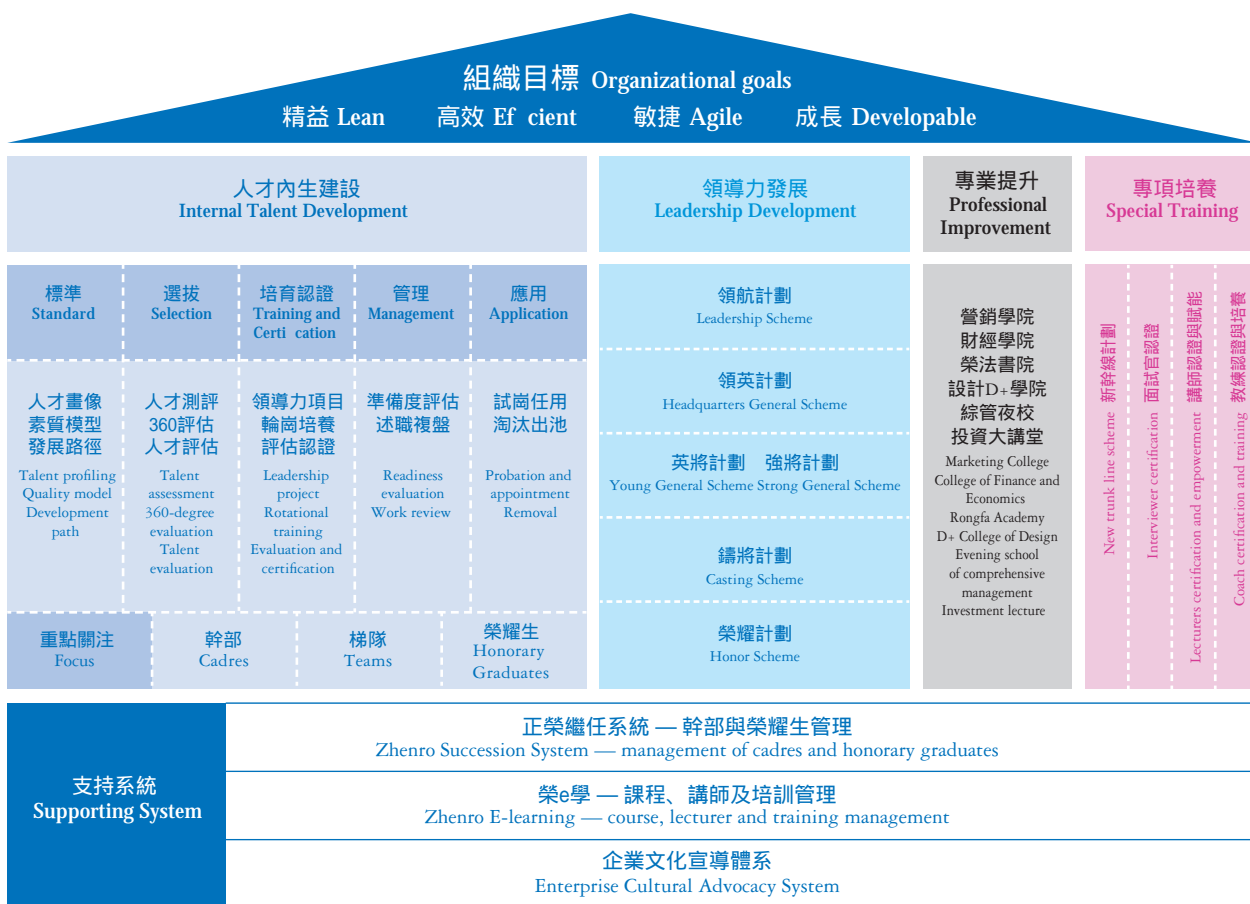 組織目標 Organizational goals
精益 Lean 高效 Ef cient 敏捷 Agile 成長 Developable
人才內生建設
Internal Talent Development
領導力發展
Leadership Development
專業提升
Professional
Improvement
專項培養
Special Training
標準
Standard
選拔
Selection
培育認證
Training and
Certi cation
管理
Management
應用
Application
人才畫像
素質模型
發展路徑
Talent profiling
Quality model
Development
path
人才測評
360評估
人才評估
Talent
assessment
360-degree
evaluation
Talent
evaluation
領導力項目
輪崗培養
評估認證
Leadership
project
Rotational
training
Evaluation and
certification
準備度評估
述職複盤
Readiness
evaluation
Work review
試崗任用
淘汰出池
Probation and
appointment
Removal
重點關注
Focus
幹部
Cadres
梯隊
Teams
榮耀生
Honorary
Graduates
領航計劃
Leadership Scheme
領英計劃
Headquarters General Scheme
英將計劃 強將計劃
Young General Scheme Strong General Scheme
鑄將計劃
Casting Scheme
榮耀計劃
Honor Scheme
營銷學院
財經學院
榮法書院
設計D+學院
綜管夜校
投資大講堂
Marketing College
College of Finance and
Economics
Rongfa Academy
D+ College of Design
Evening school
of comprehensive
management
Investment lecture
新幹線計劃
New trunk line scheme
面試官認證
Interviewer certification
講師認證與賦能
Lecturers certification and empowerment
教練認證與培養
Coach certification and training
支持系統
Supporting System
正榮繼任系統 — 幹部與榮耀生管理
Zhenro Succession System — management of cadres and honorary graduates
榮e學 — 課程、講師及培訓管理
Zhenro E-learning — course, lecturer and training management
企業文化宣導體系
Enterprise Cultural Advocacy System